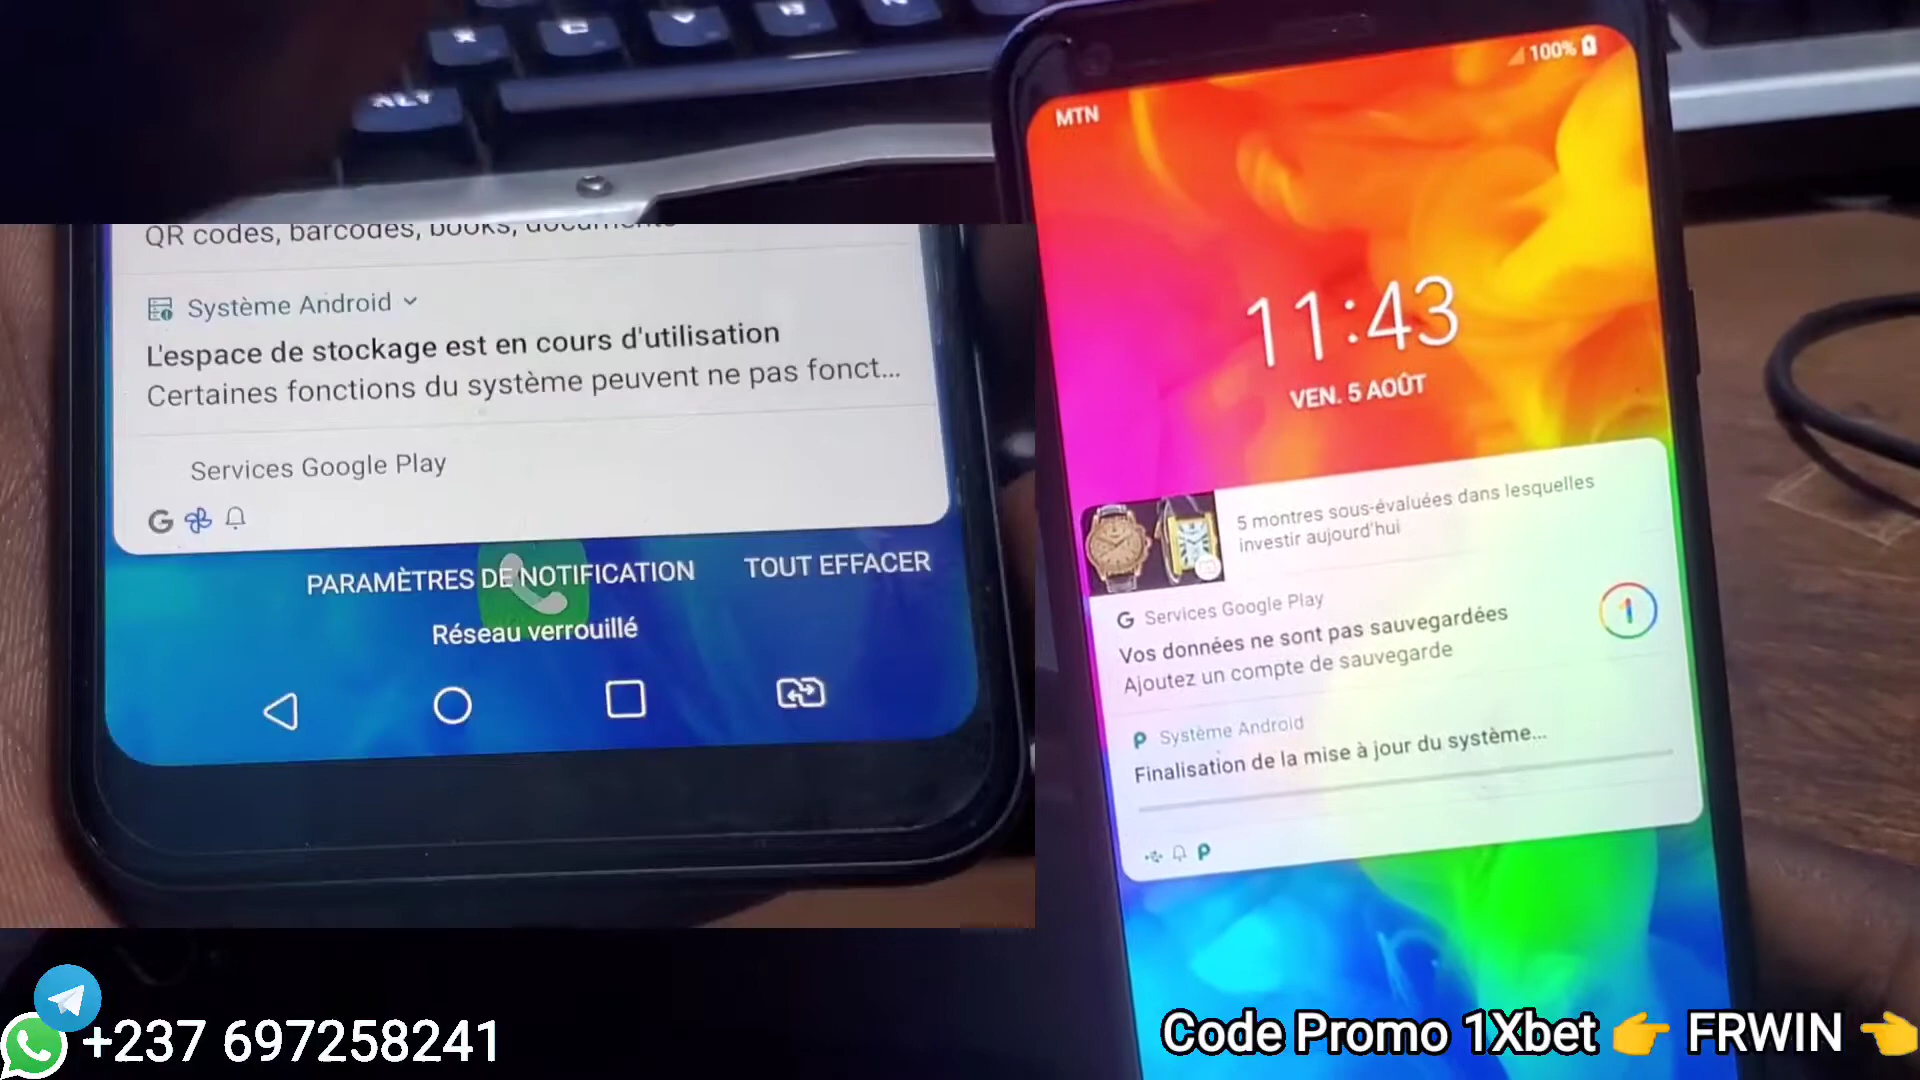 ALT
QR codes, barcodes, books, documents
Système Android
L'espace de stockage est en cours d'utilisation
Certaines fonctions du système peuvent ne pas fonct...
Services Google Play
G
PARAMÈTRES DE NOTIFICATION
TOUT EFFACER
Réseau verrouillé
100%
MTN
11:43
VEN. 5 AOÛT
5 montres sous-évaluées dans lesquelles
investir aujourd'hui
G Services Google Play
Vos données ne sont pas sauvegardées
Ajoutez un compte de sauvegarde
1
P Système Android
Finalisation de la mise à jour du système...
P
+237 697258241
Code Promo 1Xbet 👉 FRWIN 👈